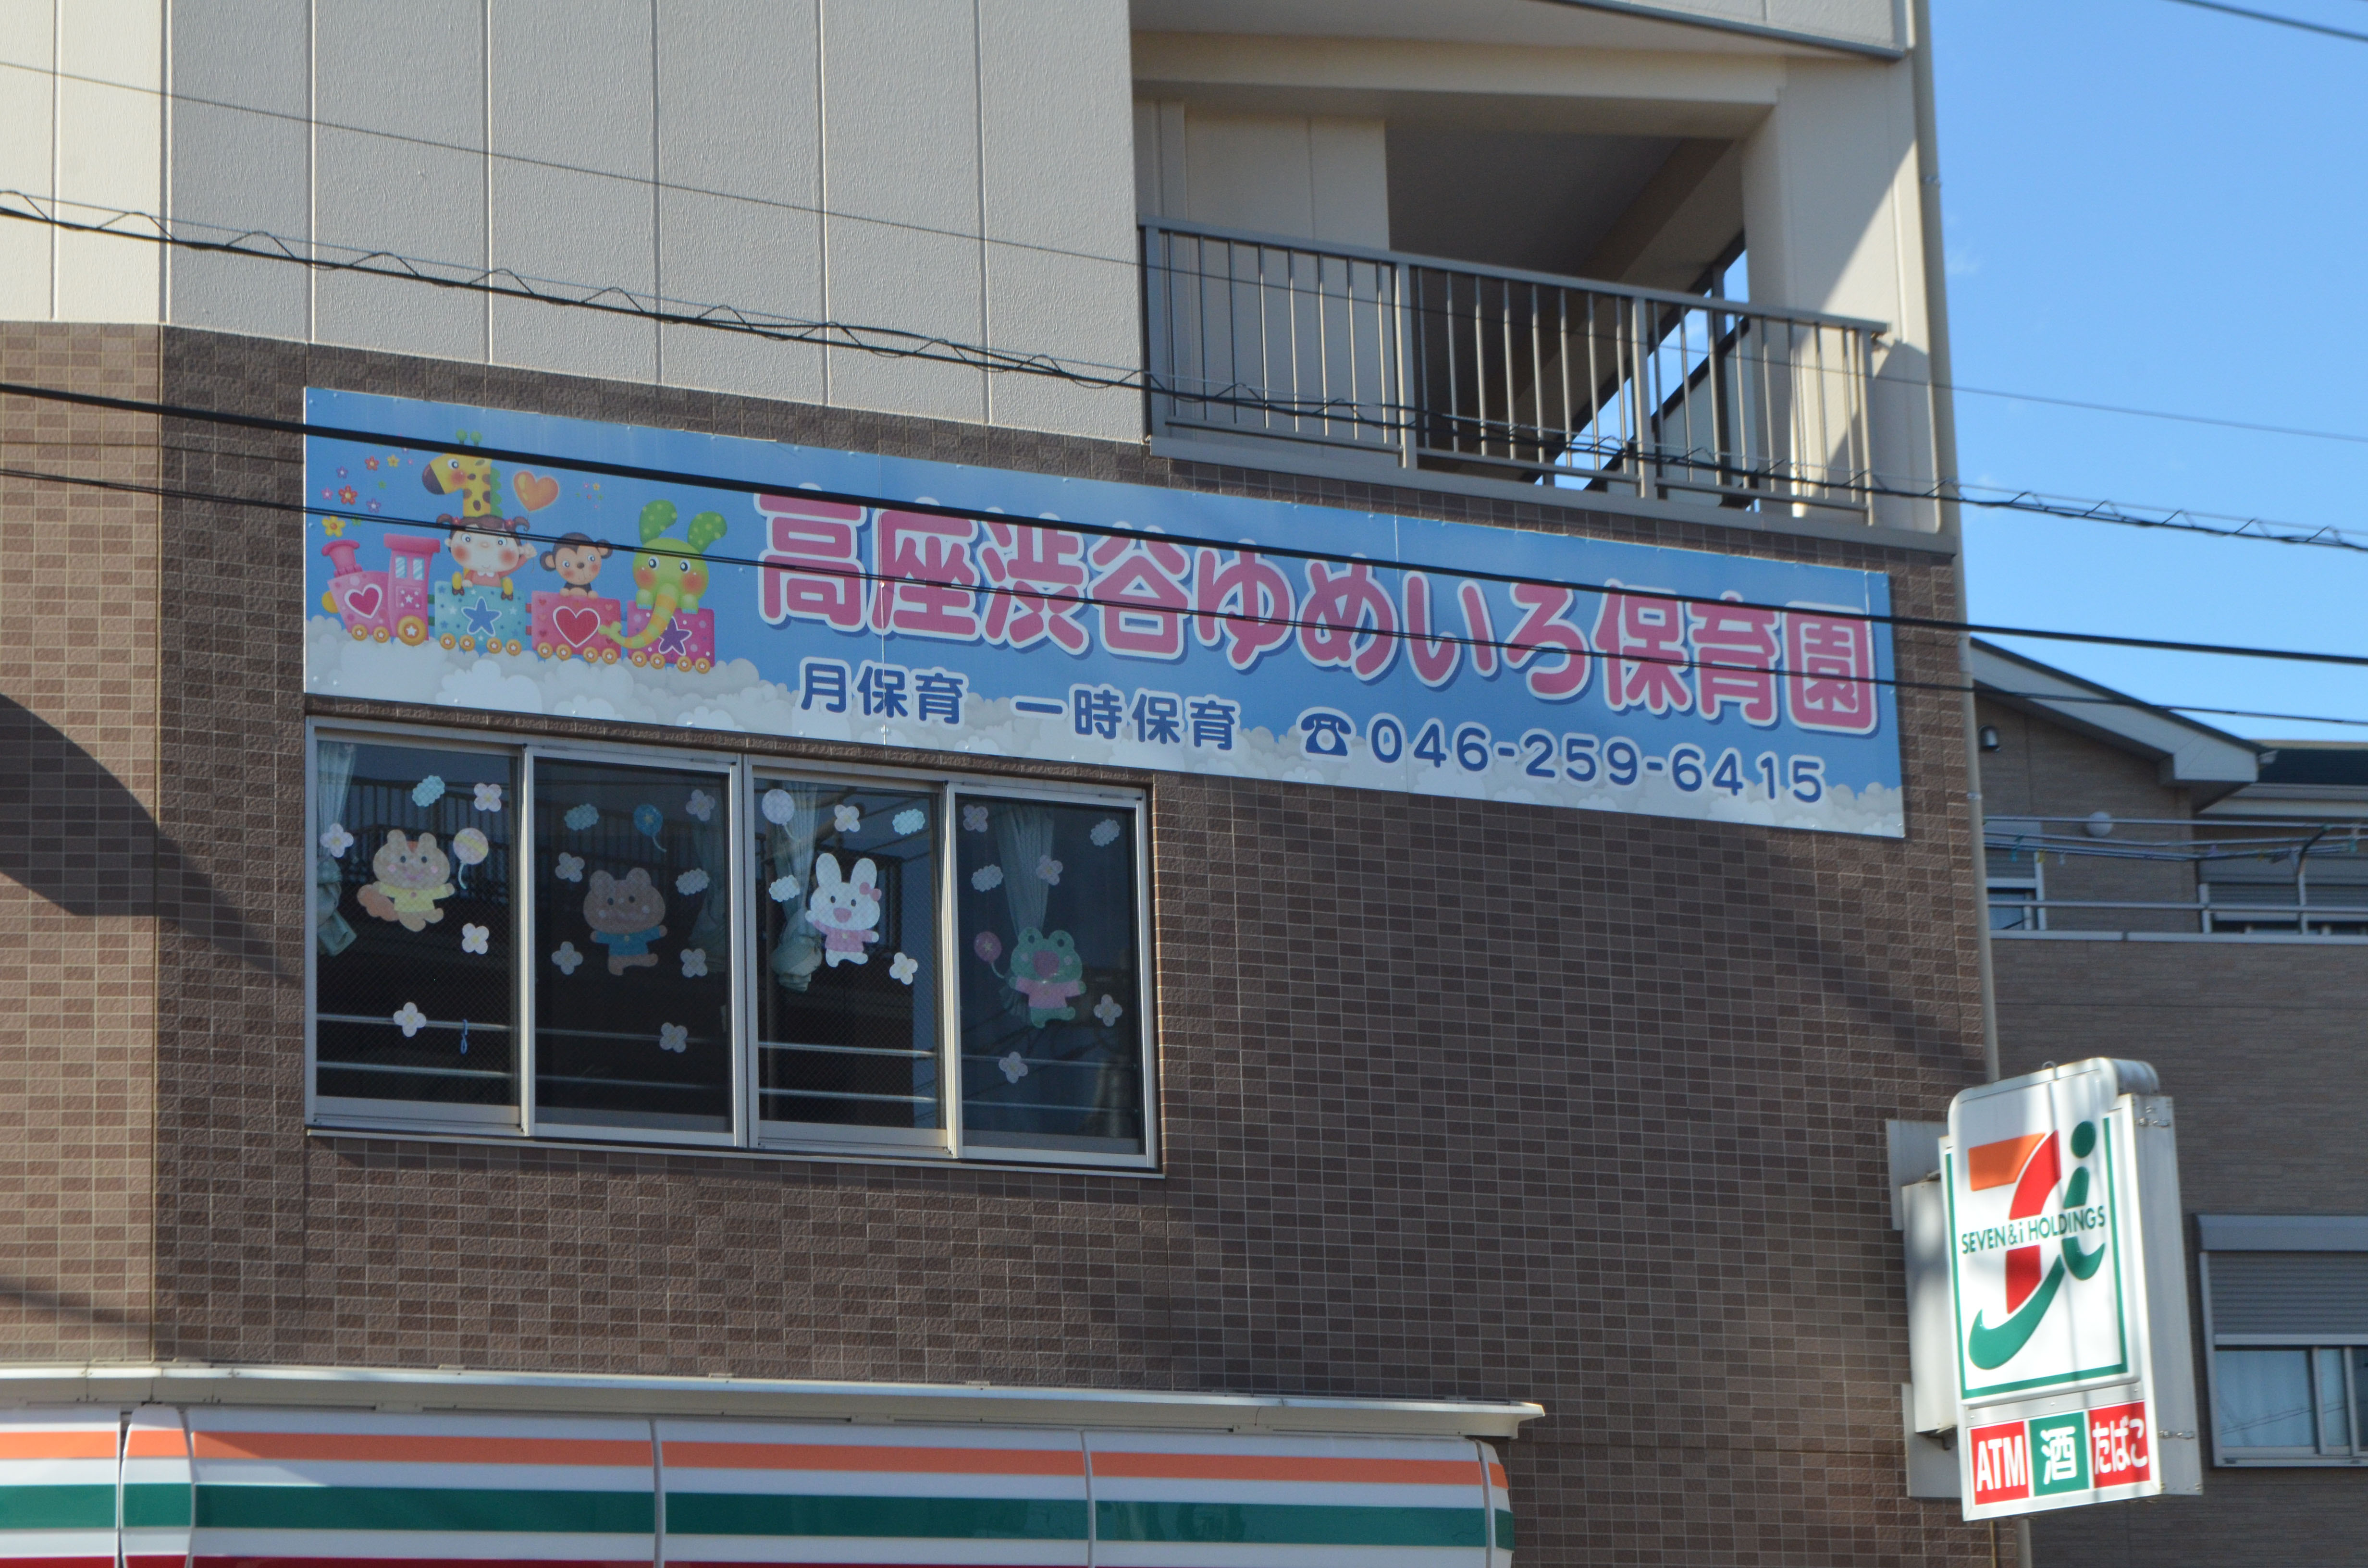 高座渋谷ゆめいろ保育園
月保育 一時保育 ☎046-259-6415
SEVEN&i HOLDINGS
ATM 酒 たばこ